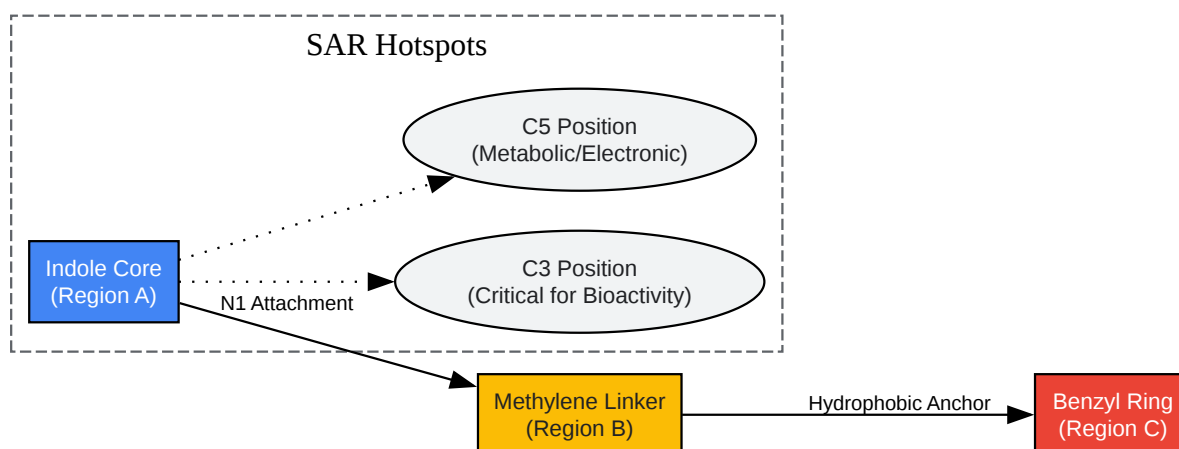 SAR Hotspots
C5 Position
(Metabolic/Electronic)
Indole Core
(Region A)
C3 Position
(Critical for Bioactivity)
N1 Attachment
Methylene Linker
(Region B)
Hydrophobic Anchor
Benzyl Ring
(Region C)